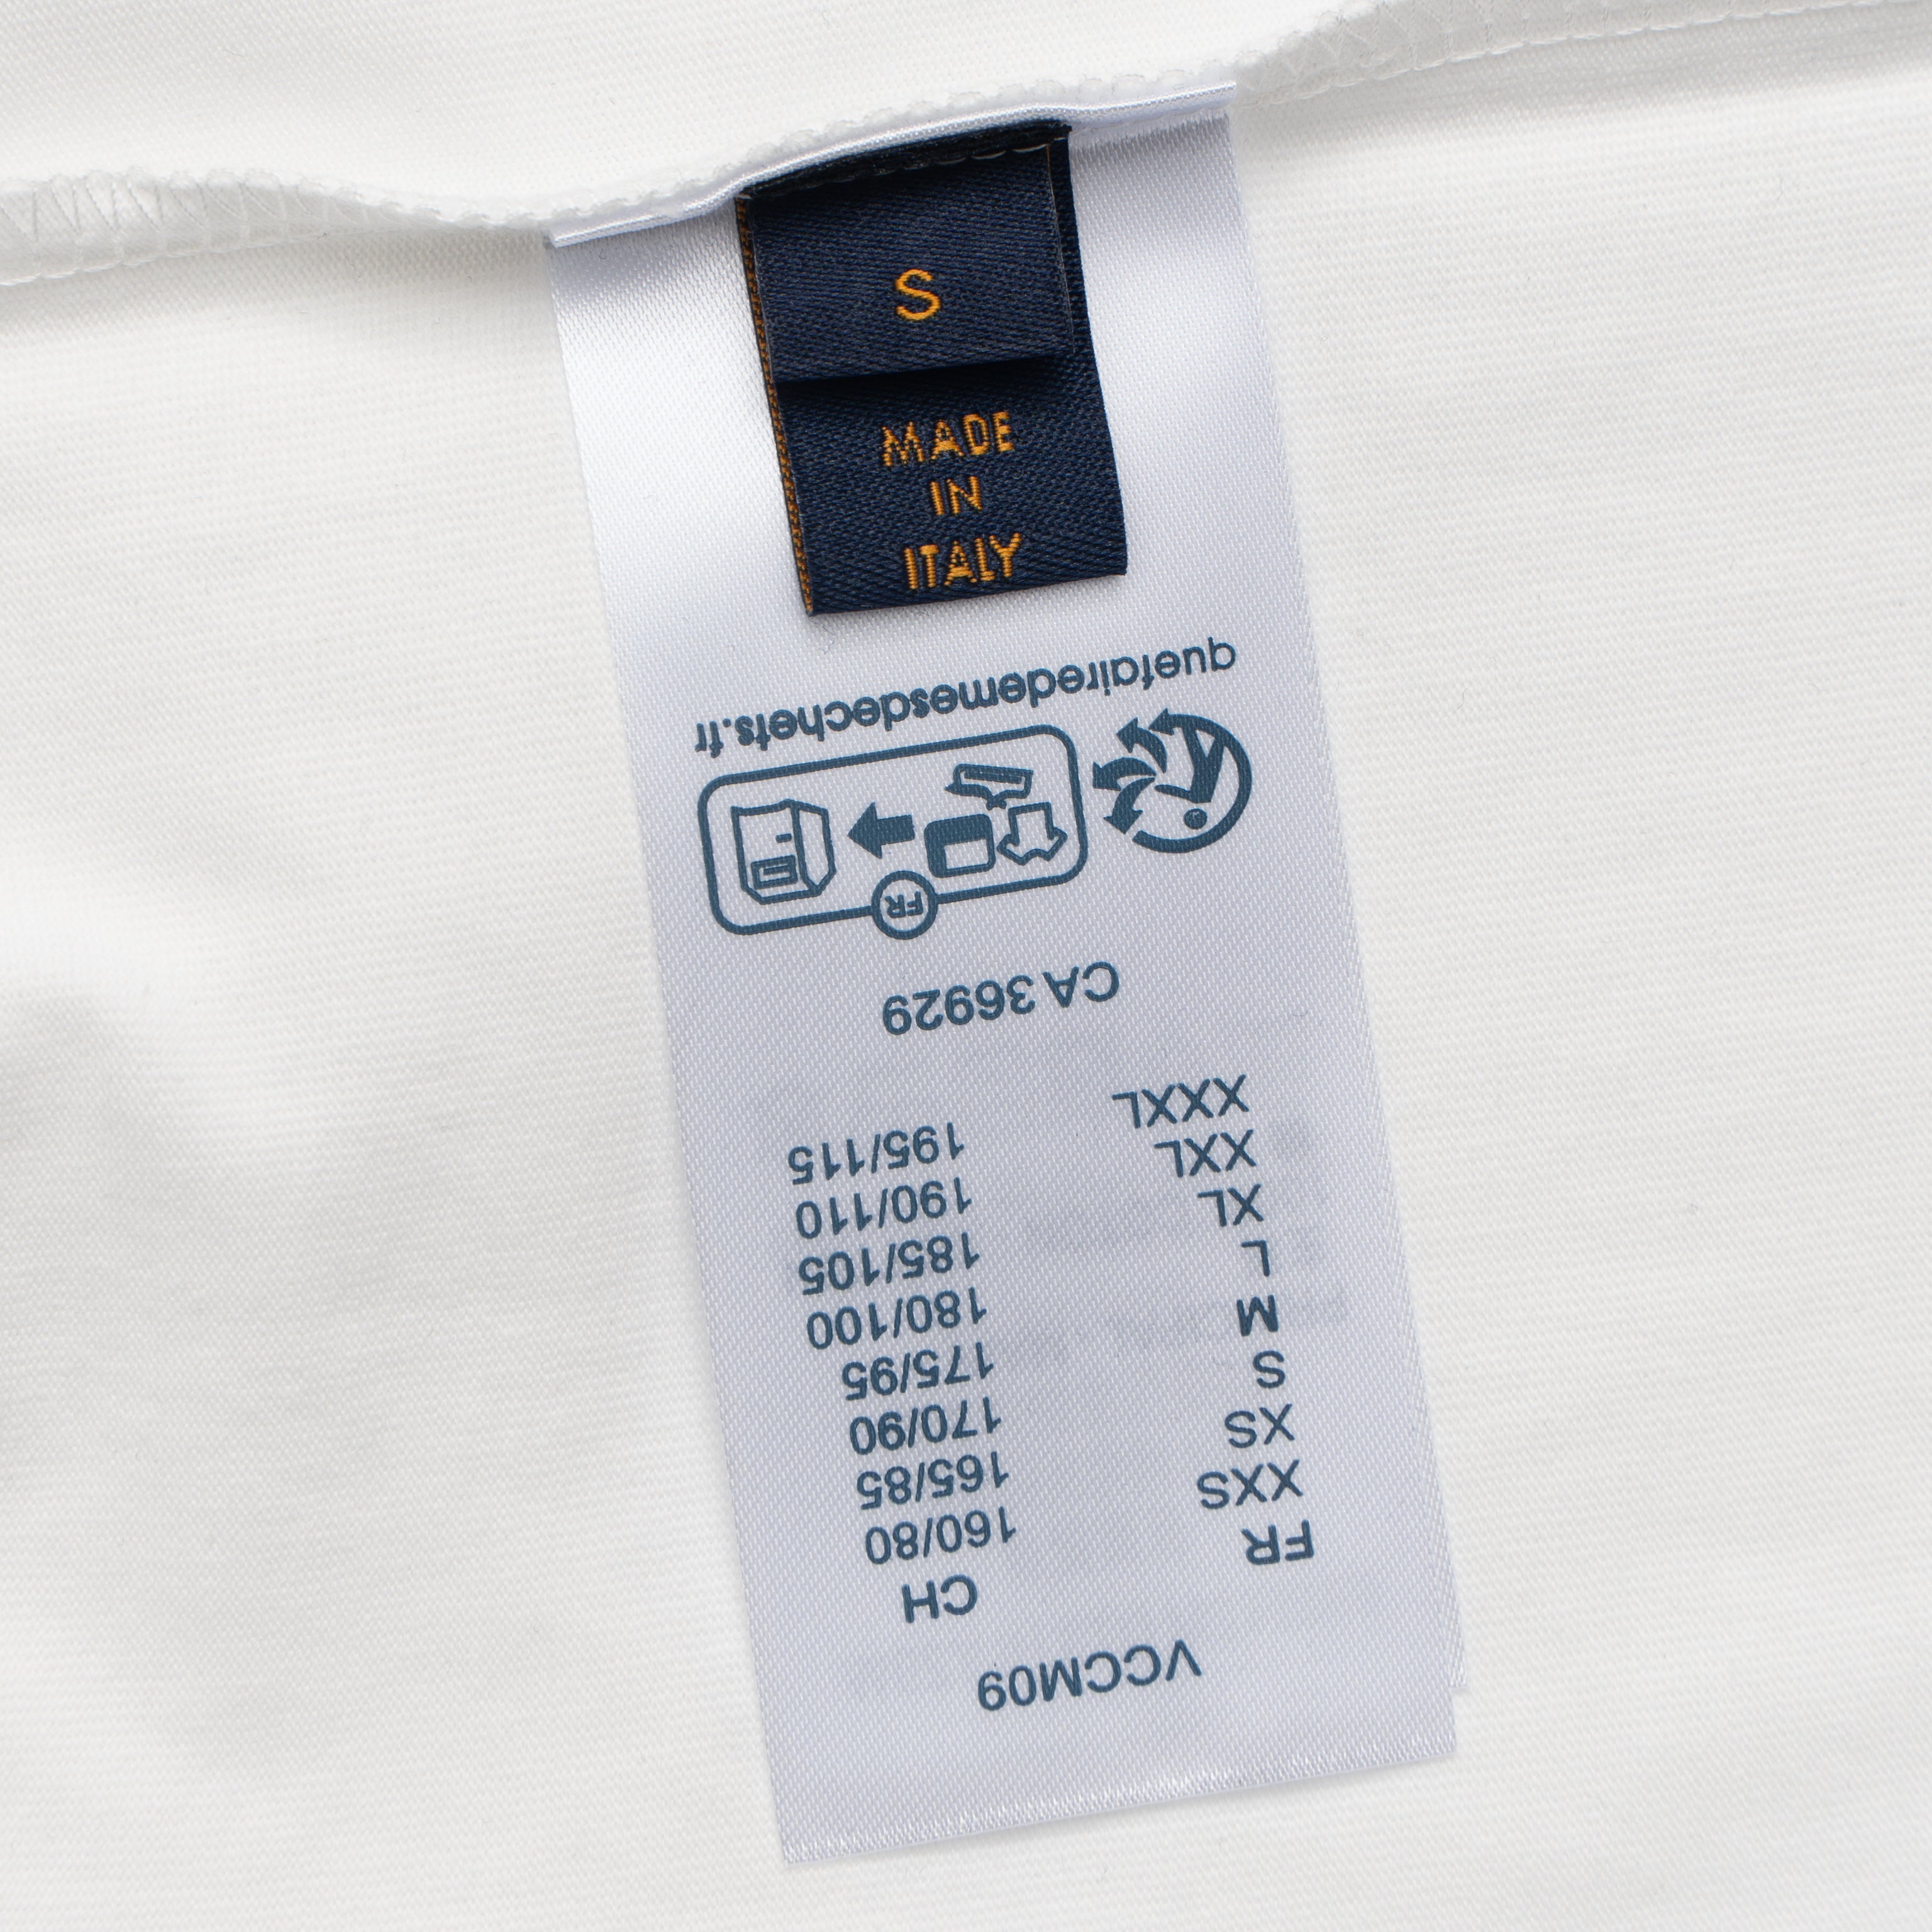 S
MADE
IN
ITALY
VCCM09
FR CH
XXS 160/80
XS 165/85
S 170/90
M 175/95
L 180/100
XL 185/105
XXL 190/110
XXXL 195/115
CA 36929
FR
quefairedemesdechets.fr